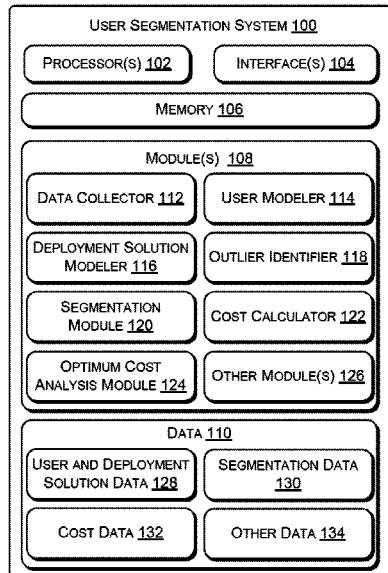 USER SEGMENTATION SYSTEM 100
PROCESSOR(S) 102
INTERFACE(S) 104
MEMORY 106
MODULE(S) 108
DATA COLLECTOR 112
USER MODELER 114
DEPLOYMENT SOLUTION
MODELER 116
OUTLIER IDENTIFIER 118
SEGMENTATION
MODULE 120
COST CALCULATOR 122
OPTIMUM COST
ANALYSIS MODULE 124
OTHER MODULE(S) 126
DATA 110
USER AND DEPLOYMENT
SOLUTION DATA 128
SEGMENTATION DATA
130
COST DATA 132
OTHER DATA 134